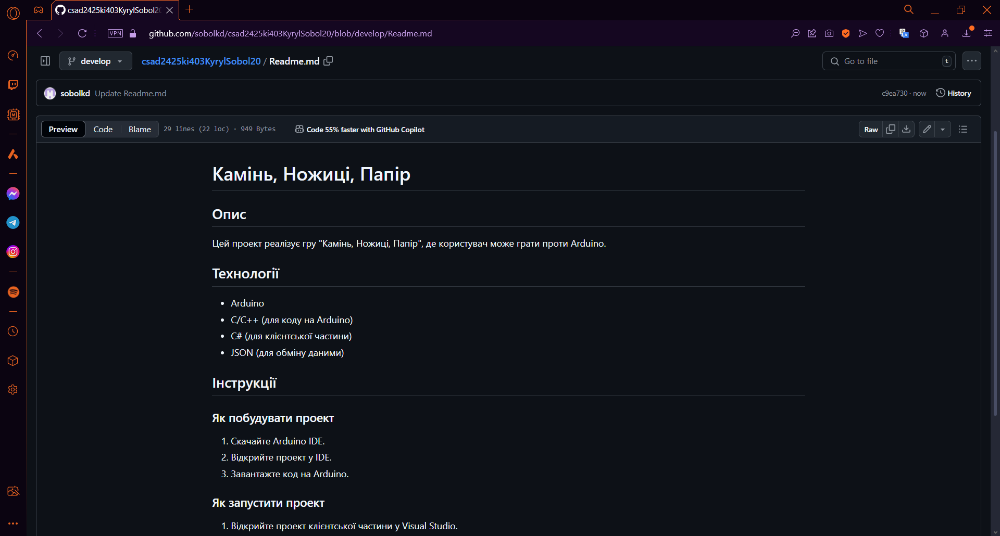 csad2425ki403KyrylSobol20
VPN
github.com/sobolkd/csad2425ki403KyrylSobol20/blob/develop/Readme.md
develop
csad2425ki403KyrylSobol20 / Readme.md
Go to file
t
sobolkd Update Readme.md
c9ea730 · now
History
Preview
Code
Blame
29 lines (22 loc) · 949 Bytes
Code 55% faster with GitHub Copilot
Raw
Камінь, Ножиці, Папір
Опис
Цей проект реалізує гру "Камінь, Ножиці, Папір", де користувач може грати проти Arduino.
Технології
• Arduino
• C/C++ (для коду на Arduino)
• C# (для клієнтської частини)
• JSON (для обміну даними)
Інструкції
Як побудувати проект
1. Скачайте Arduino IDE.
2. Відкрийте проект у IDE.
3. Завантажте код на Arduino.
Як запустити проект
1. Відкрийте проект клієнтської частини у Visual Studio.